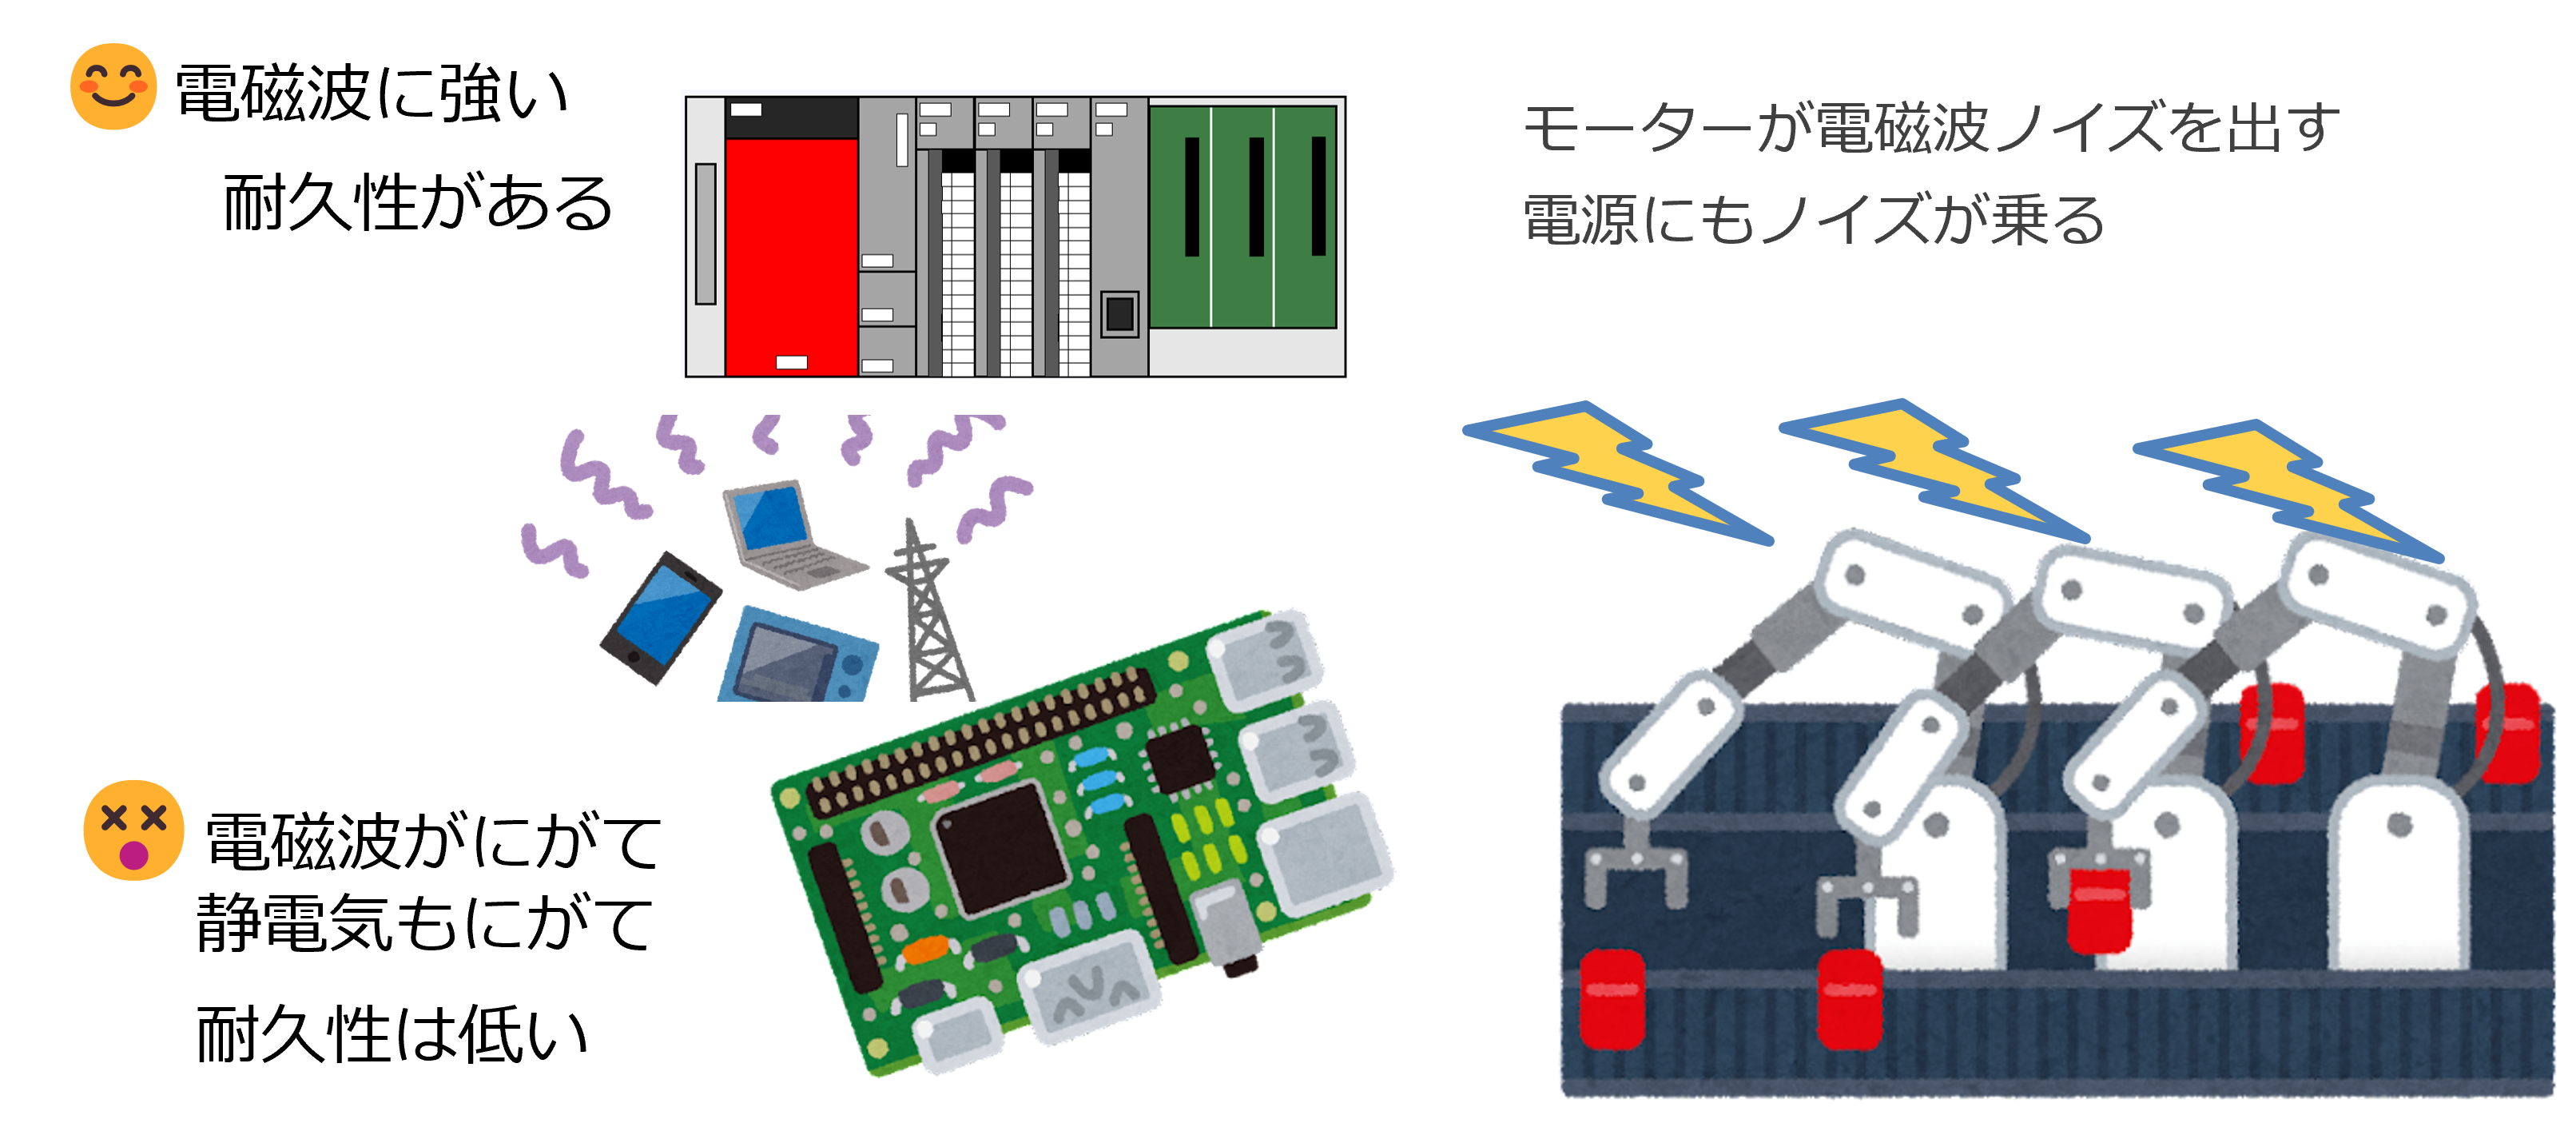 電磁波に強い
耐久性がある
モーターが電磁波ノイズを出す
電源にもノイズが乗る
電磁波がにがて
静電気もにがて
耐久性は低い